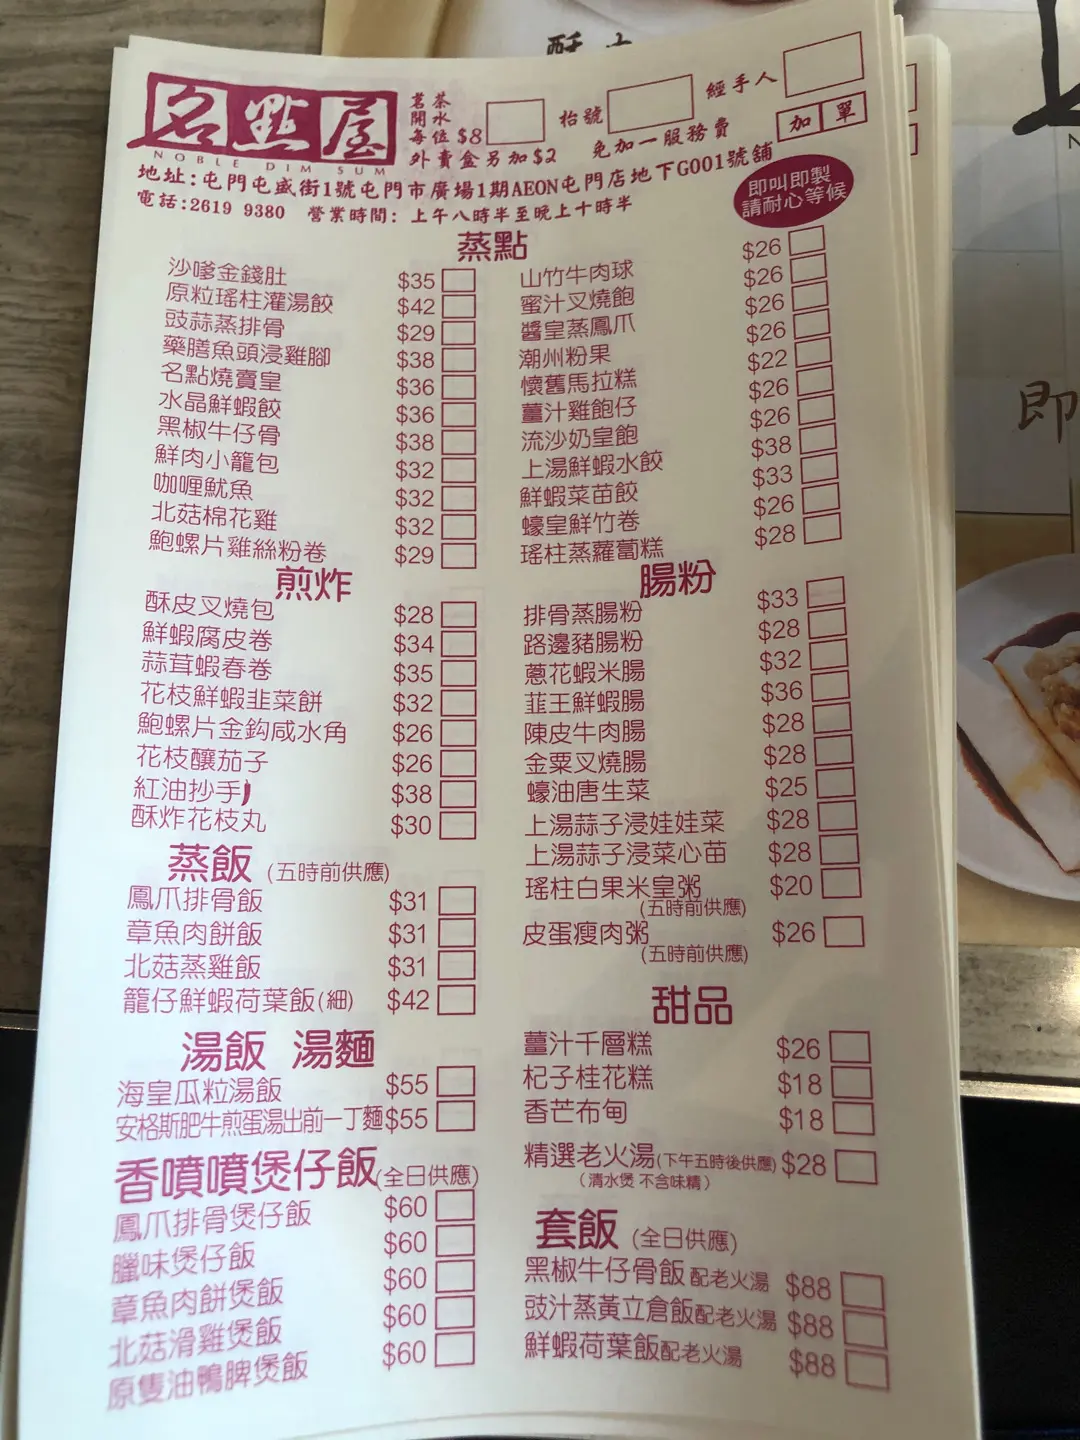 名點屋
NOBLE DIM SUM
茗茶
開水
每位 $8
枱號
經手人
外賣盒另加$2
免加一服務費
加單
地址:屯門屯盛街1號屯門市廣場1期AEON屯門店地下G001號舖
電話:2619 9380 營業時間: 上午八時半至晚上十時半
即叫即製
請耐心等候
蒸點
沙嗲金錢肚 $35
原粒瑤柱灌湯餃 $42
豉蒜蒸排骨 $29
藥膳魚頭浸雞腳 $38
名點燒賣皇 $36
水晶鮮蝦餃 $36
黑椒牛仔骨 $38
鮮肉小籠包 $32
咖喱魷魚 $32
北菇棉花雞 $32
鮑螺片雞絲粉卷 $29
山竹牛肉球 $26
蜜汁叉燒飽 $26
醬皇蒸鳳爪 $26
潮州粉果 $26
懷舊馬拉糕 $22
薑汁雞飽仔 $26
流沙奶皇飽 $26
上湯鮮蝦水餃 $38
鮮蝦菜苗餃 $33
蠔皇鮮竹卷 $26
瑤柱蒸蘿蔔糕 $28
煎炸
酥皮叉燒包 $28
鮮蝦腐皮卷 $34
蒜茸蝦春卷 $35
花枝鮮蝦韭菜餅 $32
鮑螺片金鈎咸水角 $26
花枝釀茄子 $26
紅油抄手 $38
酥炸花枝丸 $30
腸粉
排骨蒸腸粉 $33
路邊豬腸粉 $28
蔥花蝦米腸 $32
韮王鮮蝦腸 $36
陳皮牛肉腸 $28
金粟叉燒腸 $28
蠔油唐生菜 $25
上湯蒜子浸娃娃菜 $28
上湯蒜子浸菜心苗 $28
瑤柱白果米皇粥 $20
(五時前供應)
皮蛋瘦肉粥 $26
(五時前供應)
蒸飯 (五時前供應)
鳳爪排骨飯 $31
章魚肉餅飯 $31
北菇蒸雞飯 $31
籠仔鮮蝦荷葉飯(細) $42
湯飯 湯麵
海皇瓜粒湯飯 $55
安格斯肥牛煎蛋湯出前一丁麵 $55
香噴噴煲仔飯(全日供應)
鳳爪排骨煲仔飯 $60
臘味煲仔飯 $60
章魚肉餅煲飯 $60
北菇滑雞煲飯 $60
原隻油鴨脾煲飯 $60
甜品
薑汁千層糕 $26
杞子桂花糕 $18
香芒布甸 $18
精選老火湯(下午五時後供應) $28
(清水煲 不含味精)
套飯 (全日供應)
黑椒牛仔骨飯配老火湯 $88
豉汁蒸黃立倉飯配老火湯 $88
鮮蝦荷葉飯配老火湯 $88
即